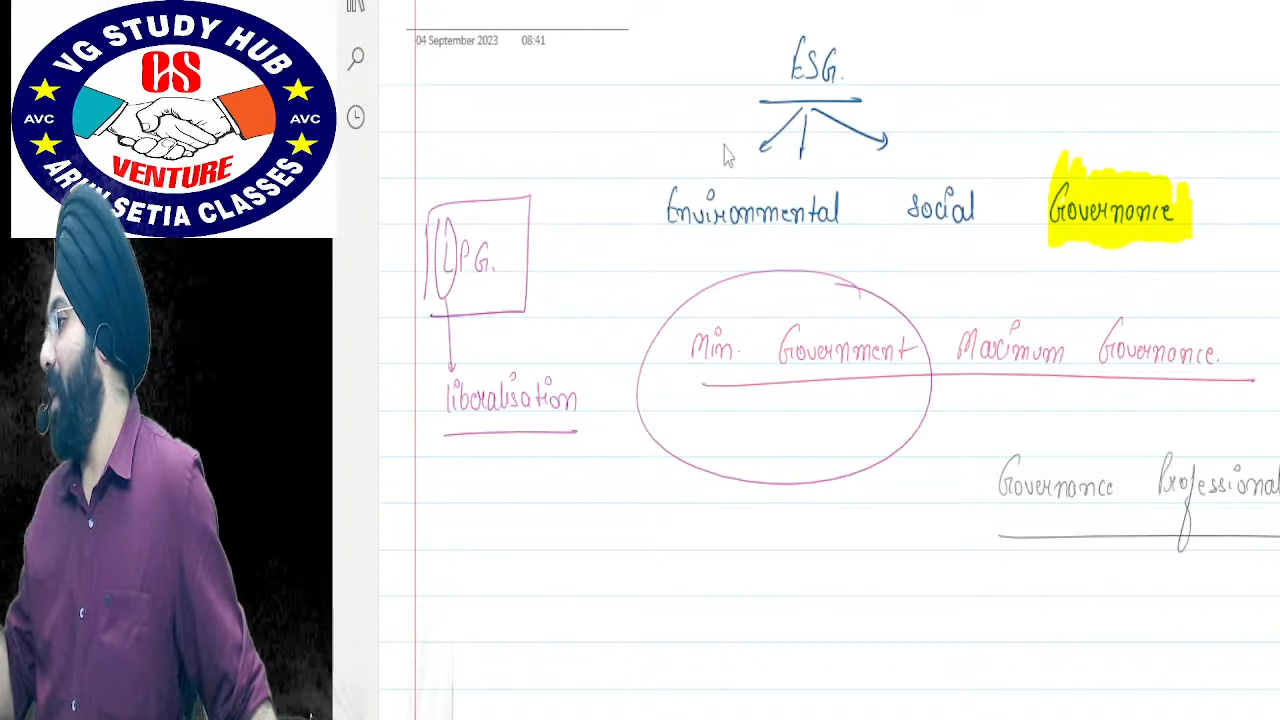 VG STUDY HUB
CS
AVC
AVC
VENTURE
ARJUN SETIA CLASSES
04 September 2023 08:41
ESG.
Environmental Social Governance
LPG.
Min. Government Maximum Governance.
liberalisation
Governance Professional